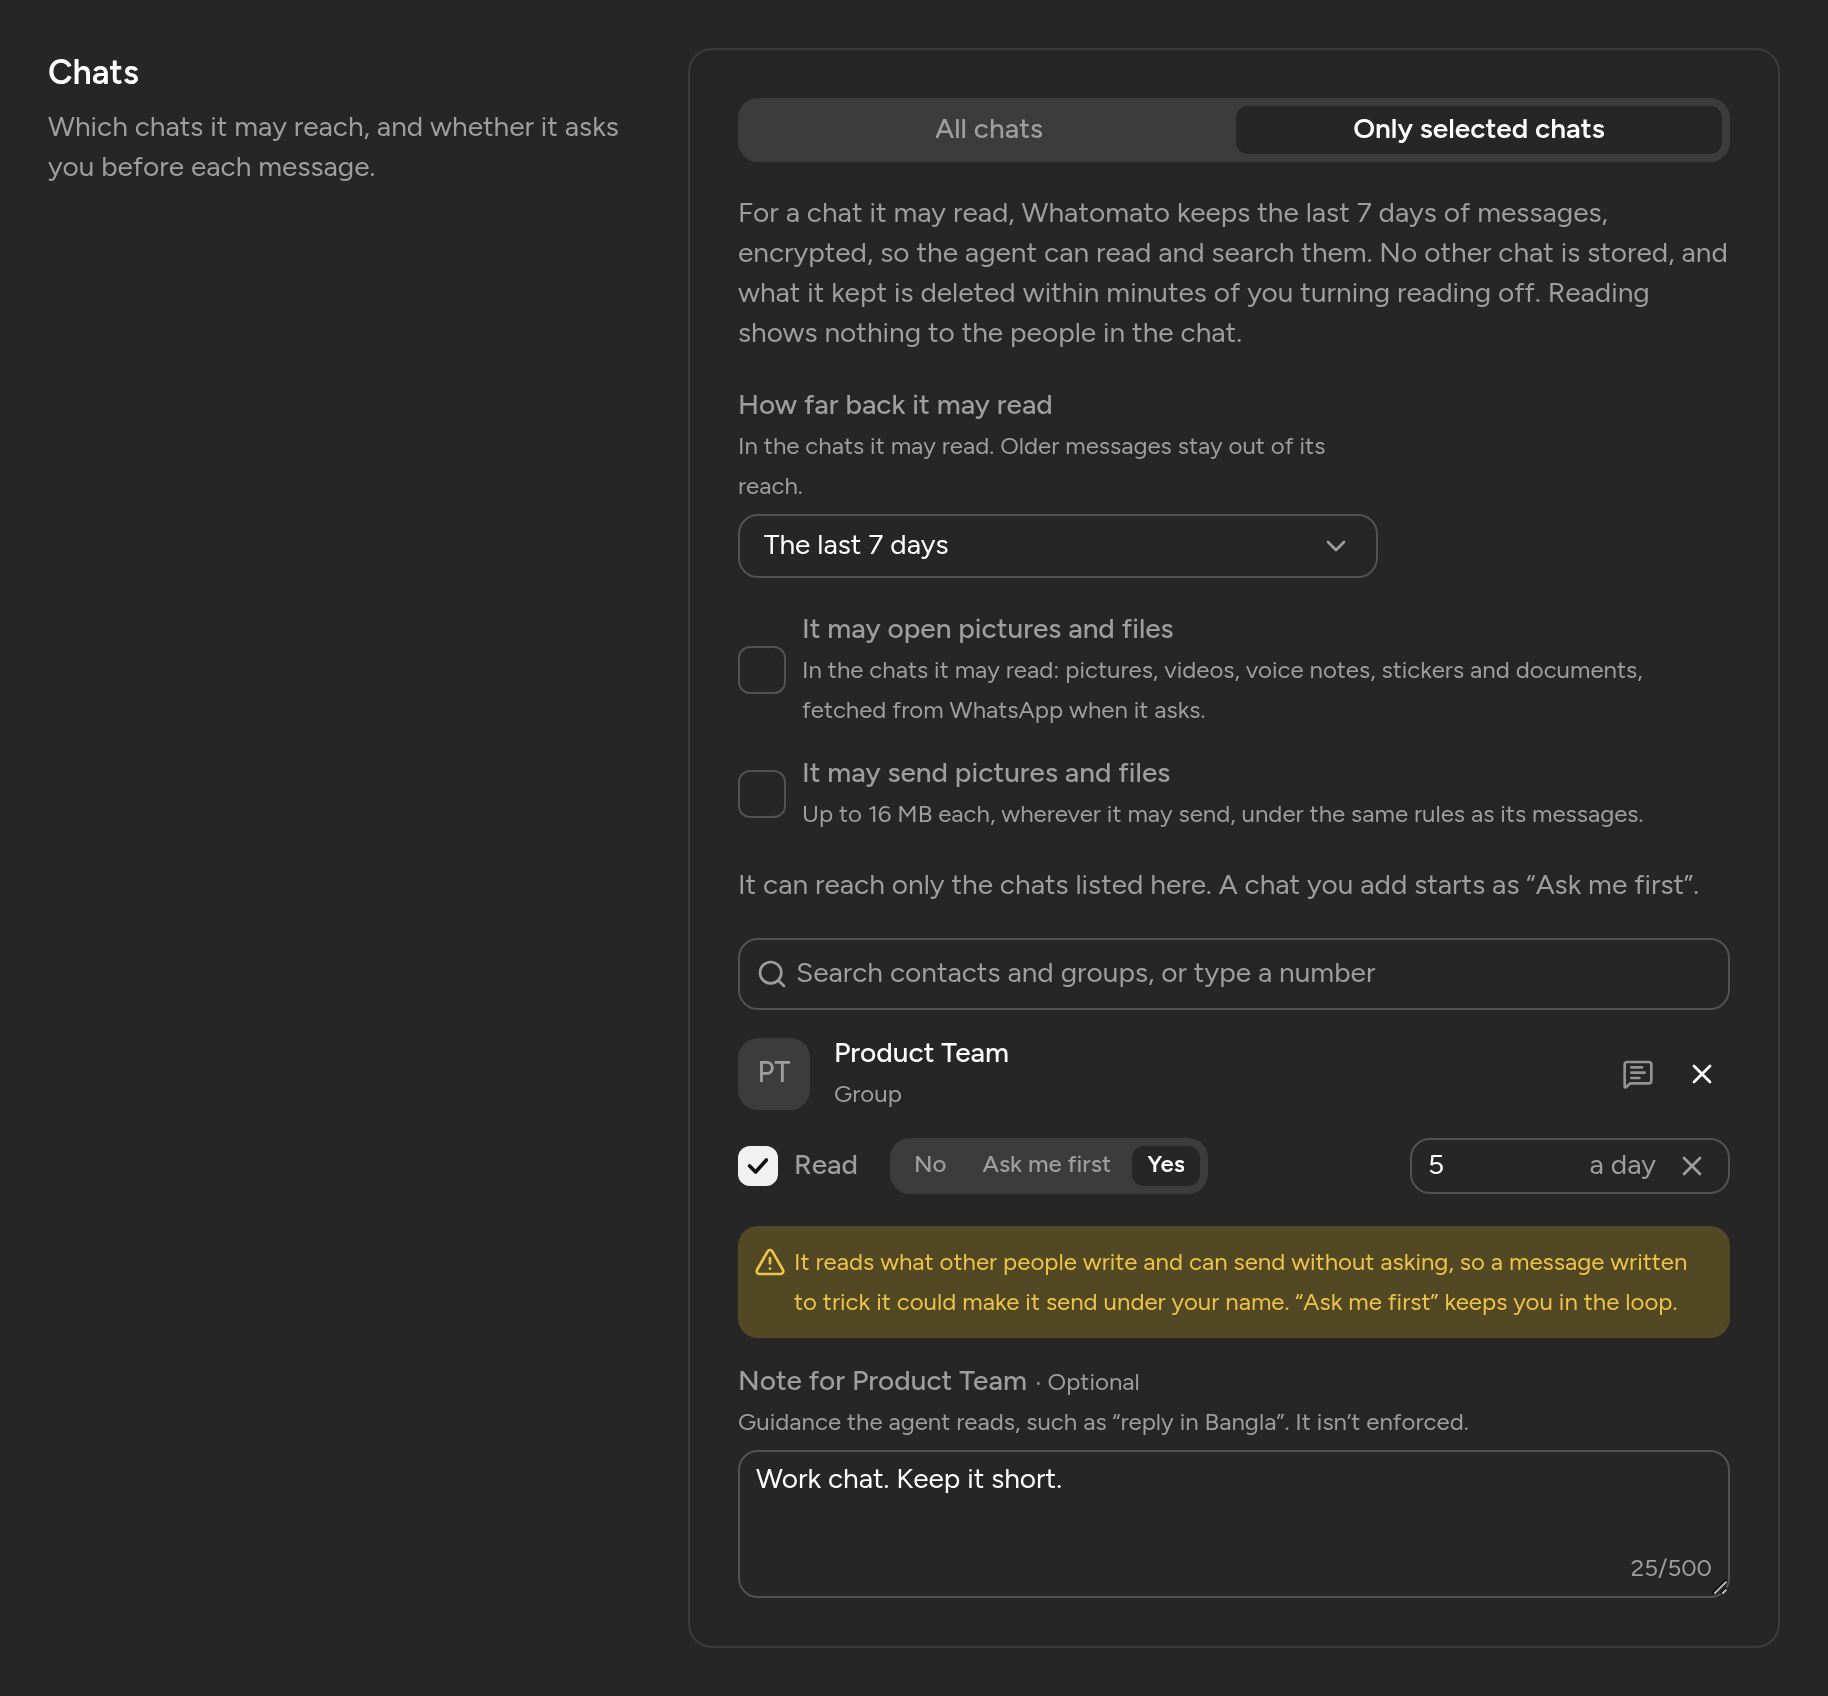 Chats
Which chats it may reach, and whether it asks
you before each message.
All chats
Only selected chats
For a chat it may read, Whatomato keeps the last 7 days of messages,
encrypted, so the agent can read and search them. No other chat is stored, and
what it kept is deleted within minutes of you turning reading off. Reading
shows nothing to the people in the chat.
How far back it may read
In the chats it may read. Older messages stay out of its
reach.
The last 7 days
It may open pictures and files
In the chats it may read: pictures, videos, voice notes, stickers and documents,
fetched from WhatsApp when it asks.
It may send pictures and files
Up to 16 MB each, wherever it may send, under the same rules as its messages.
It can reach only the chats listed here. A chat you add starts as “Ask me first”.
Search contacts and groups, or type a number
PT
Product Team
Group
Read
No
Ask me first
Yes
5
a day
It reads what other people write and can send without asking, so a message written
to trick it could make it send under your name. “Ask me first” keeps you in the loop.
Note for Product Team · Optional
Guidance the agent reads, such as “reply in Bangla”. It isn’t enforced.
Work chat. Keep it short.
25/500